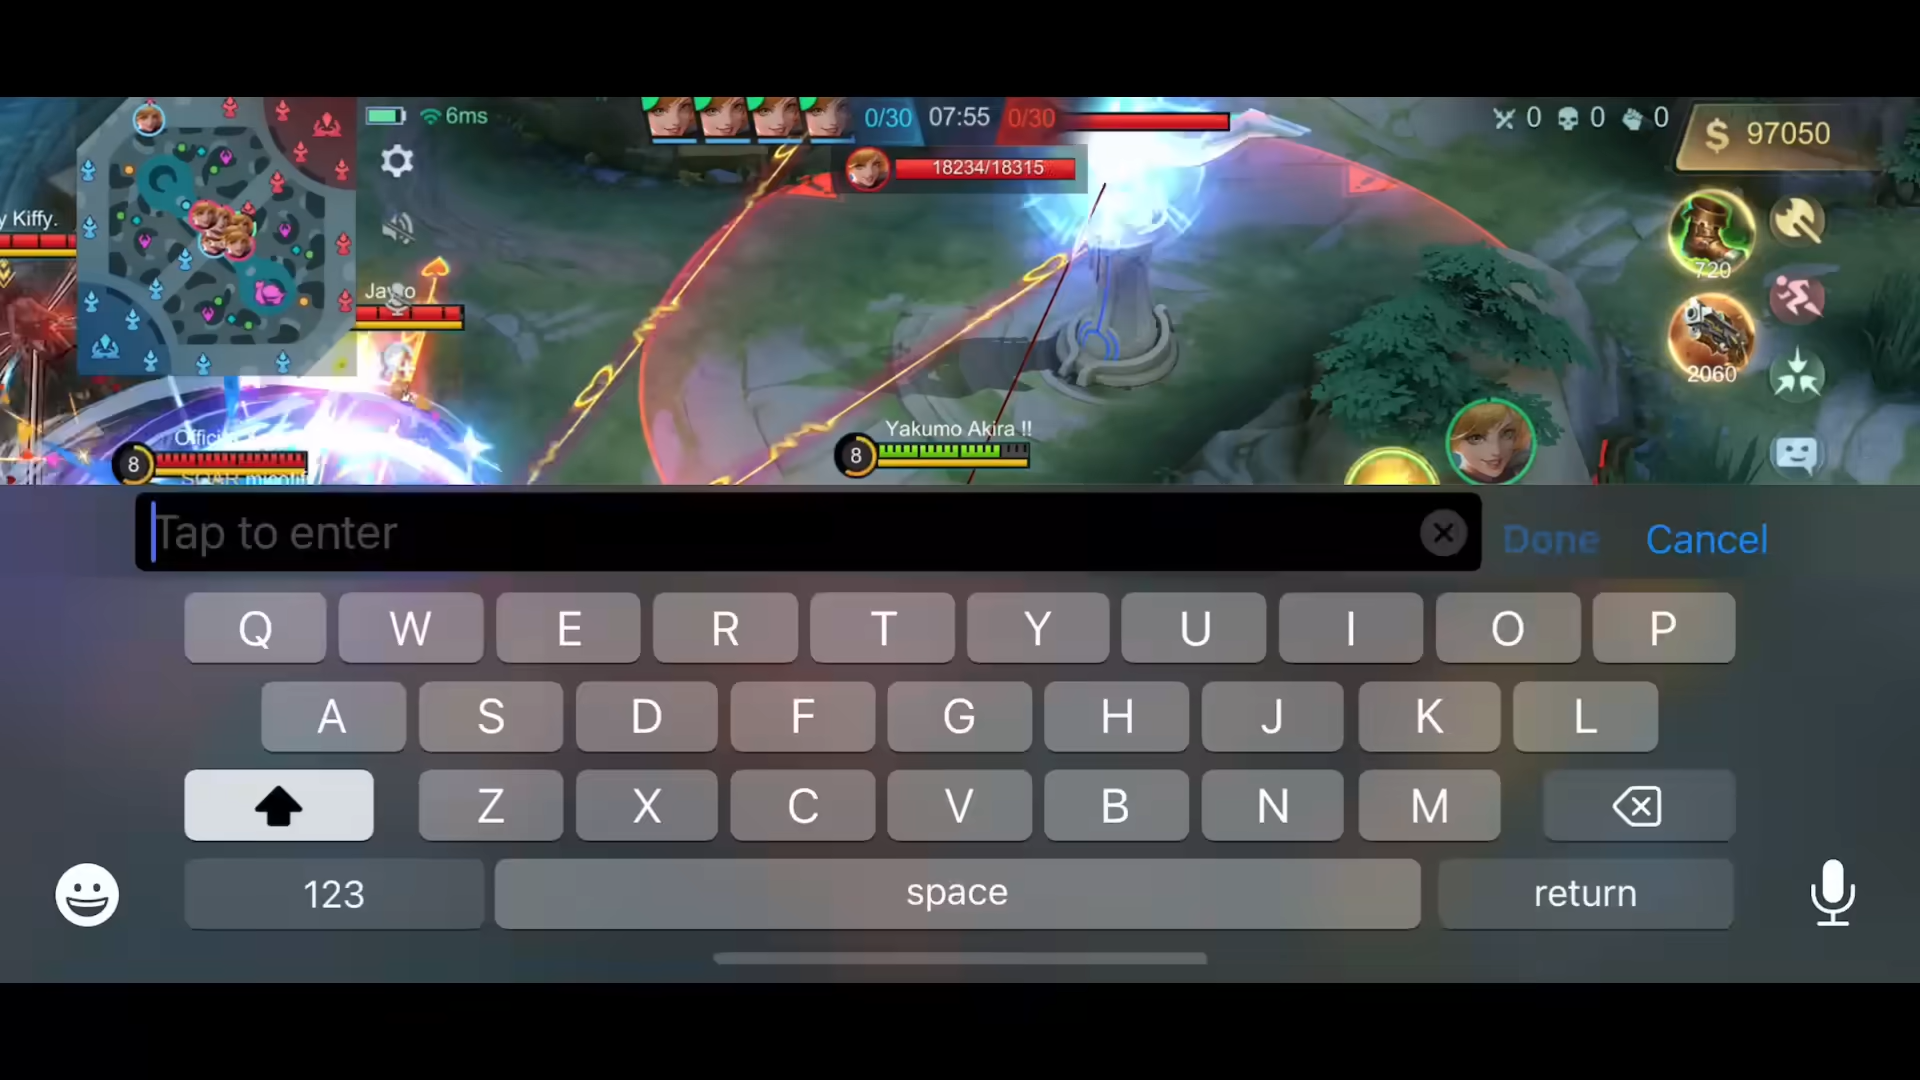 6ms
0/30 07:55 0/30
0 0 0
97050
18234/18315
y Kiffy.
720
2060
Yakumo Akira !!
8
8
Tap to enter
Done Cancel
Q W E R T Y U I O P
A S D F G H J K L
Z X C V B N M
123 space return